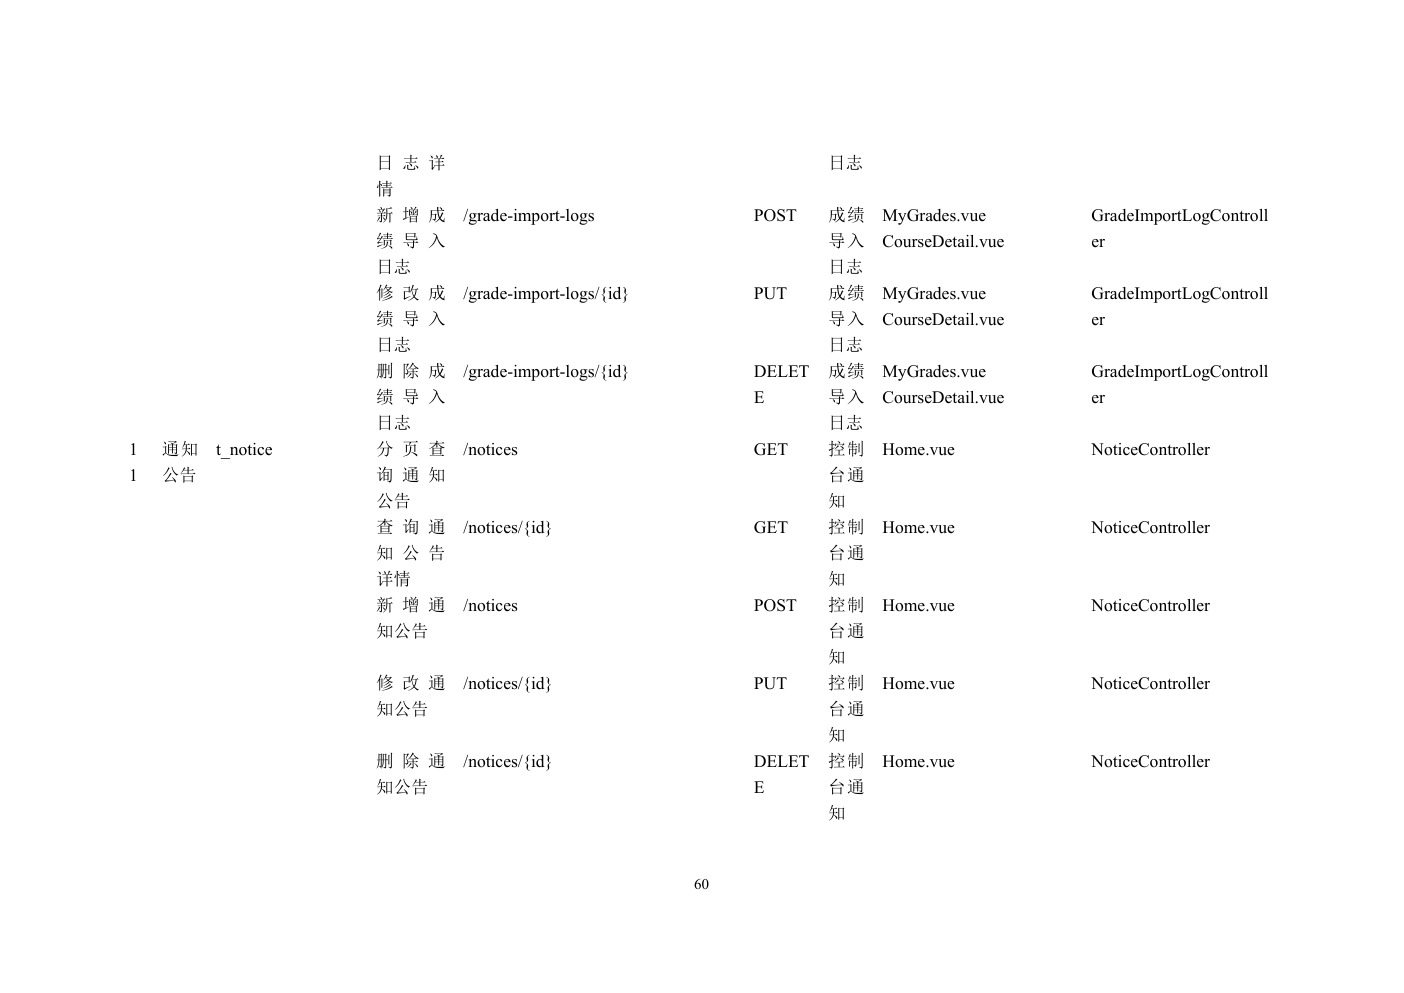 日志详 日志
情
新增成 /grade-import-logs POST 成绩 MyGrades.vue GradeImportLogControll
绩导入 导入 CourseDetail.vue er
日志 日志
修改成 /grade-import-logs/{id} PUT 成绩 MyGrades.vue GradeImportLogControll
绩导入 导入 CourseDetail.vue er
日志 日志
删除成 /grade-import-logs/{id} DELET 成绩 MyGrades.vue GradeImportLogControll
绩导入 E 导入 CourseDetail.vue er
日志 日志
1 通知 t_notice 分页查 /notices GET 控制 Home.vue NoticeController
1 公告 询通知 台通
公告 知
查询通 /notices/{id} GET 控制 Home.vue NoticeController
知公告 台通
详情 知
新增通 /notices POST 控制 Home.vue NoticeController
知公告 台通
知
修改通 /notices/{id} PUT 控制 Home.vue NoticeController
知公告 台通
知
删除通 /notices/{id} DELET 控制 Home.vue NoticeController
知公告 E 台通
知
60